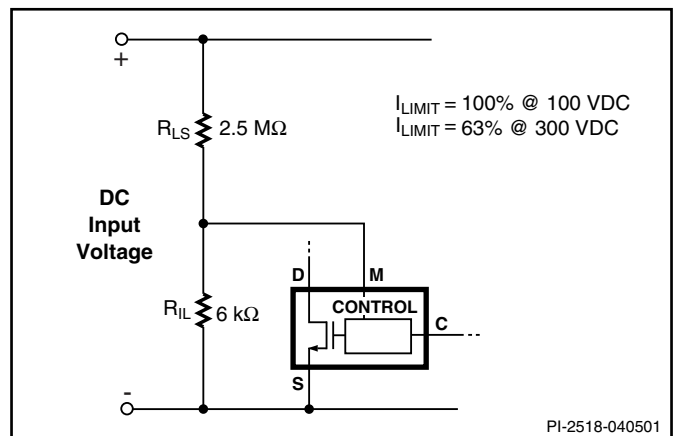 +
I_LIMIT = 100% @ 100 VDC
I_LIMIT = 63% @ 300 VDC
R_LS 2.5 MΩ
DC
Input
Voltage
D M
CONTROL
C
R_IL 6 kΩ
S
-
PI-2518-040501